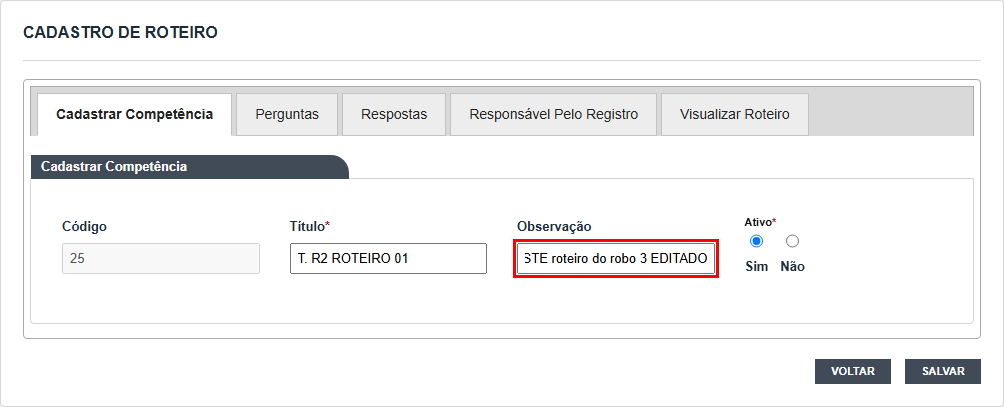 CADASTRO DE ROTEIRO
Cadastrar Competência Perguntas Respostas Responsável Pelo Registro Visualizar Roteiro
Cadastrar Competência
Código Título* Observação Ativo*
25 T. R2 ROTEIRO 01 STE roteiro do robo 3 EDITADO
Sim Não
VOLTAR SALVAR